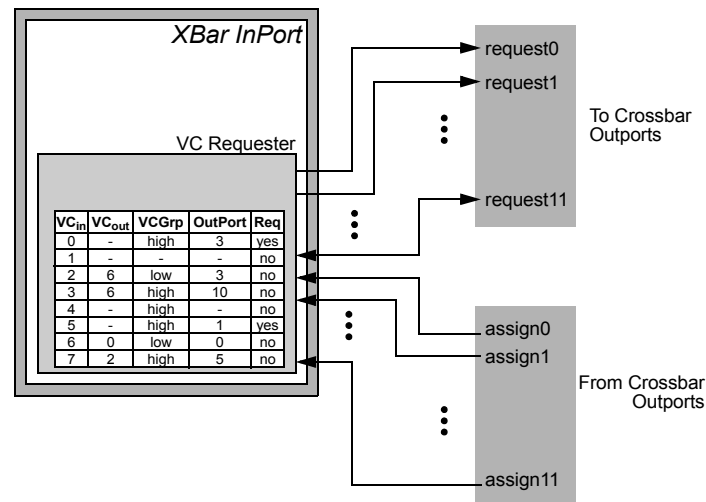 XBar InPort
VC Requester
VCin VCout VCGrp OutPort Req
0 - high 3 yes
1 - - - no
2 6 low 3 no
3 6 high 10 no
4 - high - no
5 - high 1 yes
6 0 low 0 no
7 2 high 5 no
request0
request1
request11
To Crossbar
Outports
assign0
assign1
assign11
From Crossbar
Outports